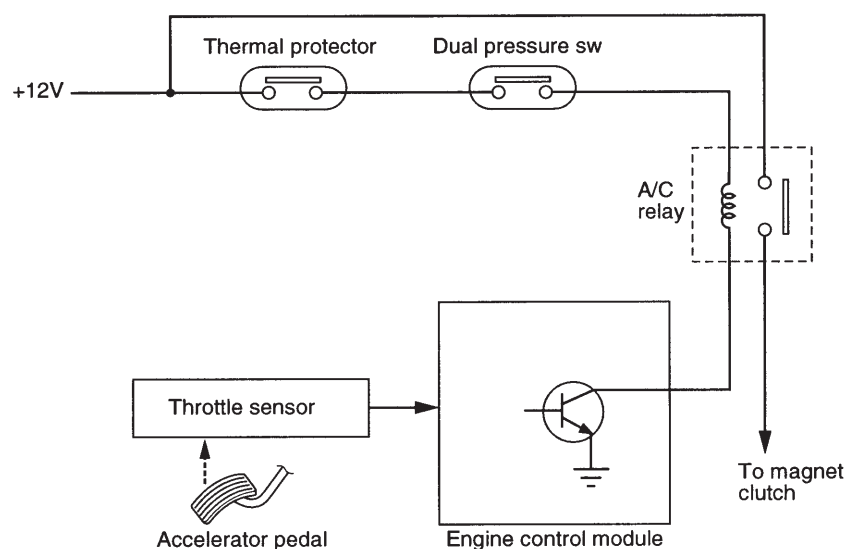 Thermal protector
Dual pressure sw
+12V
A/C
relay
Throttle sensor
To magnet
clutch
Accelerator pedal
Engine control module